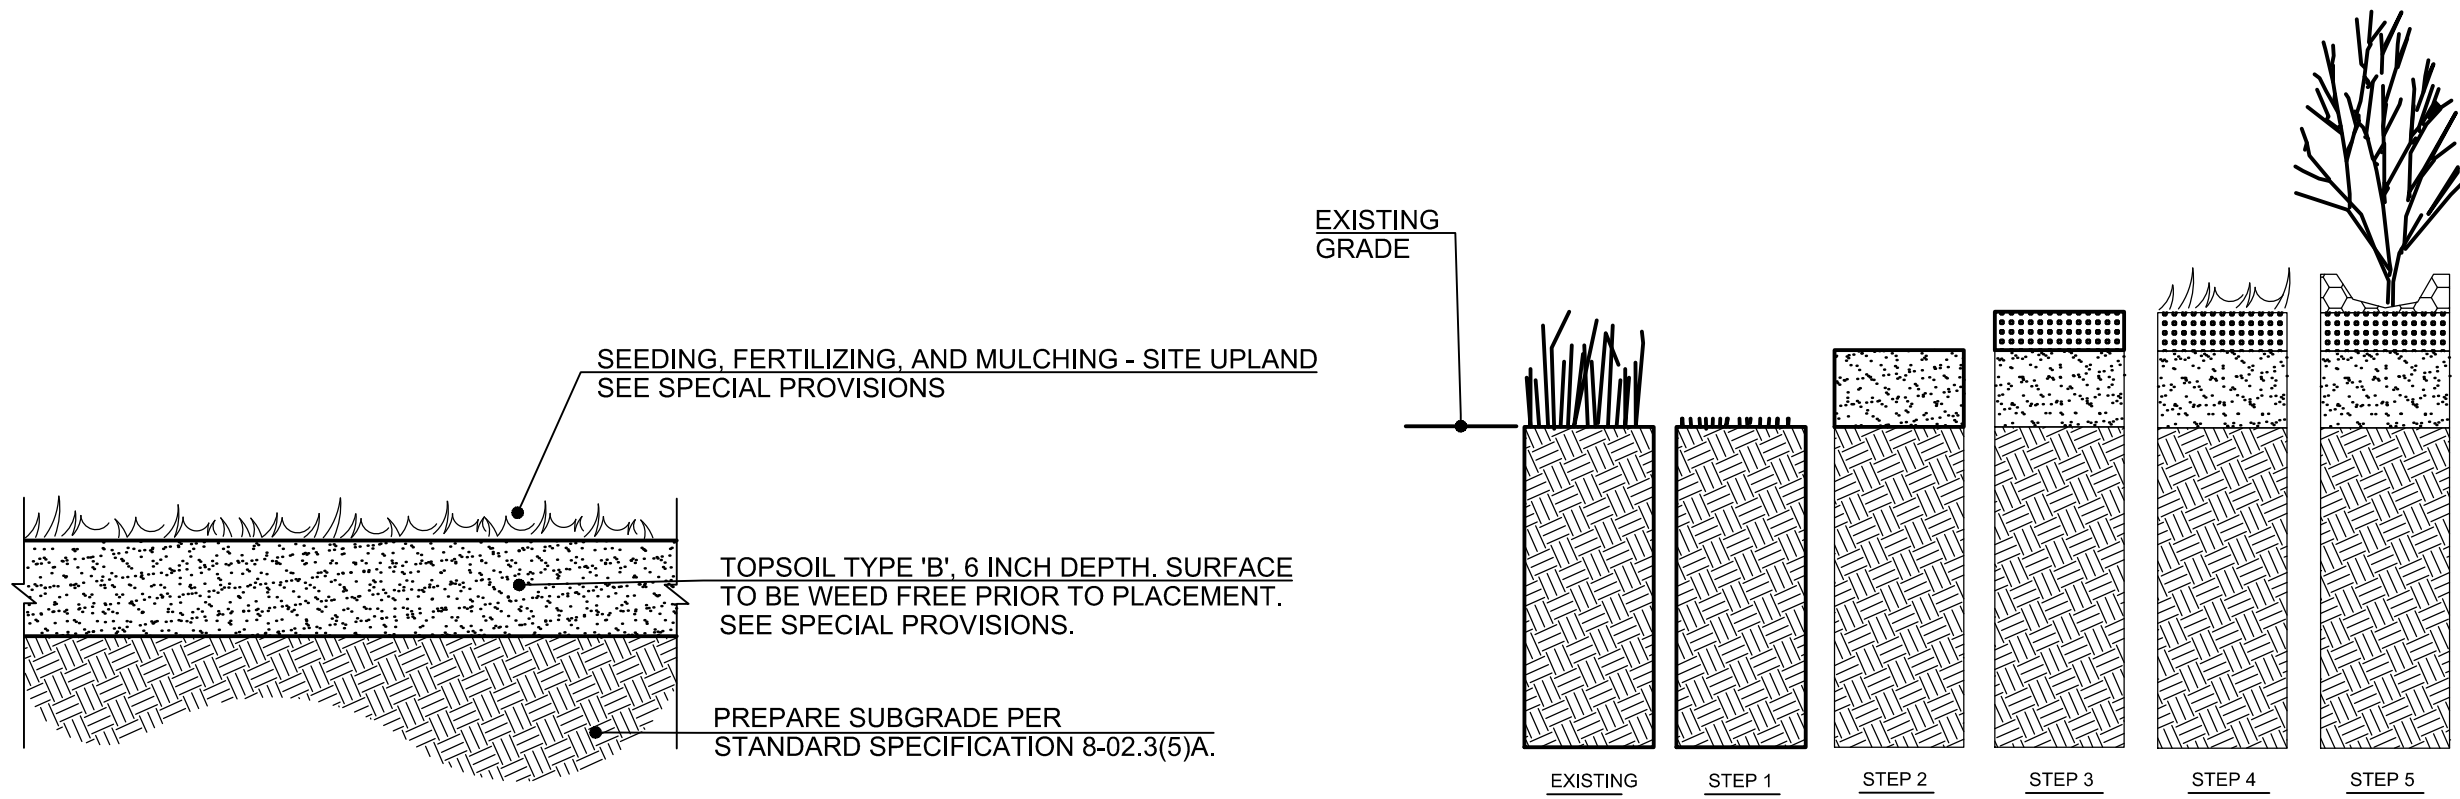 SEEDING, FERTILIZING, AND MULCHING - SITE UPLAND
SEE SPECIAL PROVISIONS
TOPSOIL TYPE 'B', 6 INCH DEPTH. SURFACE
TO BE WEED FREE PRIOR TO PLACEMENT.
SEE SPECIAL PROVISIONS.
PREPARE SUBGRADE PER
STANDARD SPECIFICATION 8-02.3(5)A.
EXISTING
GRADE
EXISTING
STEP 1
STEP 2
STEP 3
STEP 4
STEP 5